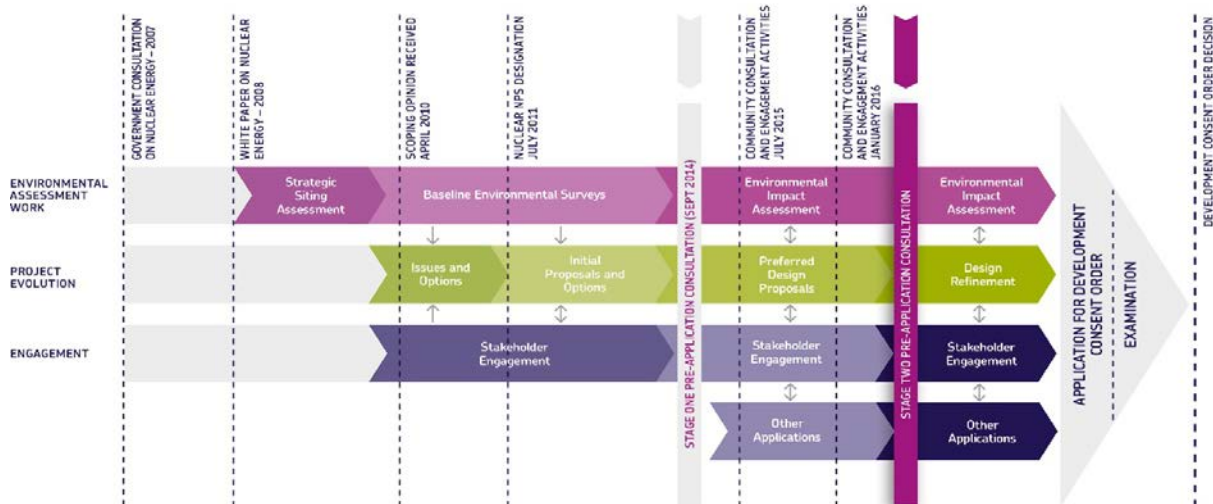 GOVERNMENT CONSULTATION
ON NUCLEAR ENERGY – 2007
WHITE PAPER ON NUCLEAR
ENERGY – 2008
SCOPING OPINION RECEIVED
APRIL 2010
NUCLEAR NPS DESIGNATION
JULY 2011
STAGE ONE PRE-APPLICATION CONSULTATION (SEPT 2014)
COMMUNITY CONSULTATION
AND ENGAGEMENT ACTIVITIES
JULY 2015
COMMUNITY CONSULTATION
AND ENGAGEMENT ACTIVITIES
JANUARY 2016
STAGE TWO PRE-APPLICATION CONSULTATION
APPLICATION FOR DEVELOPMENT
CONSENT ORDER
EXAMINATION
DEVELOPMENT CONSENT ORDER DECISION
ENVIRONMENTAL
ASSESSMENT
WORK
Strategic
Siting
Assessment
Baseline Environmental Surveys
Environmental
Impact
Assessment
Environmental
Impact
Assessment
PROJECT
EVOLUTION
Issues and
Options
Initial
Proposals and
Options
Preferred
Design
Proposals
Design
Refinement
ENGAGEMENT
Stakeholder
Engagement
Stakeholder
Engagement
Stakeholder
Engagement
Other
Applications
Other
Applications